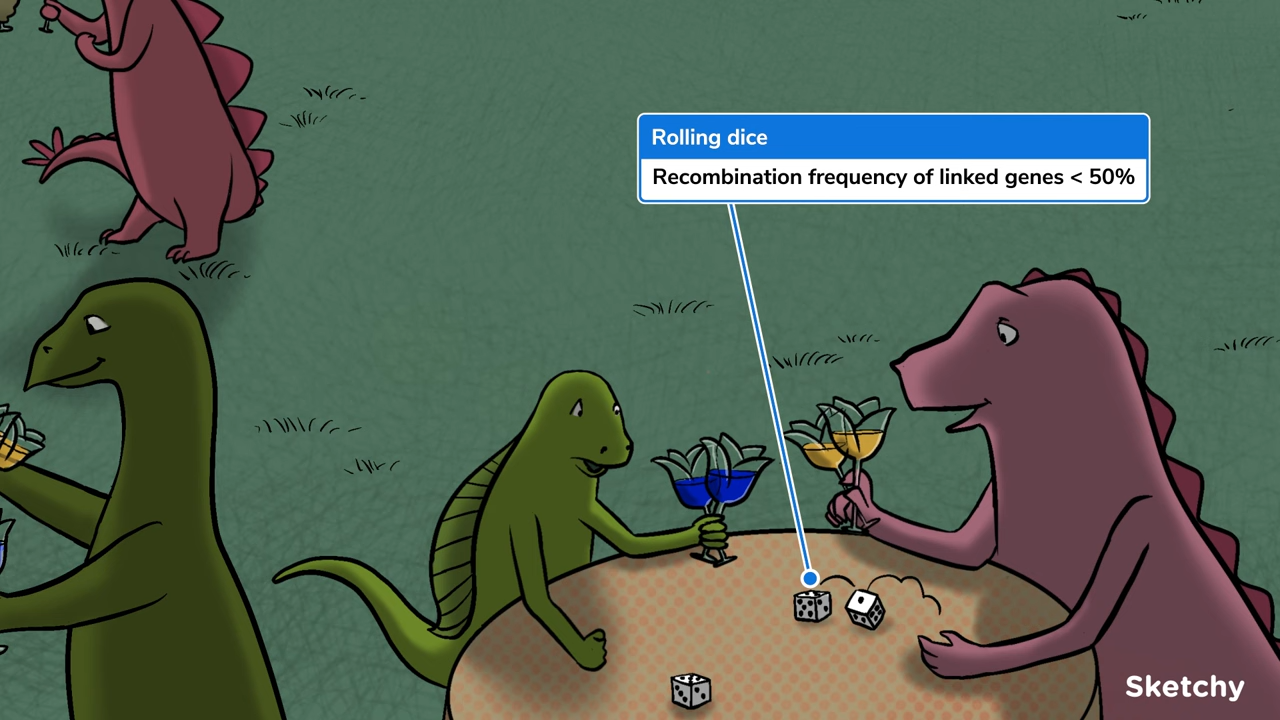 Rolling dice
Recombination frequency of linked genes < 50%
Sketchy